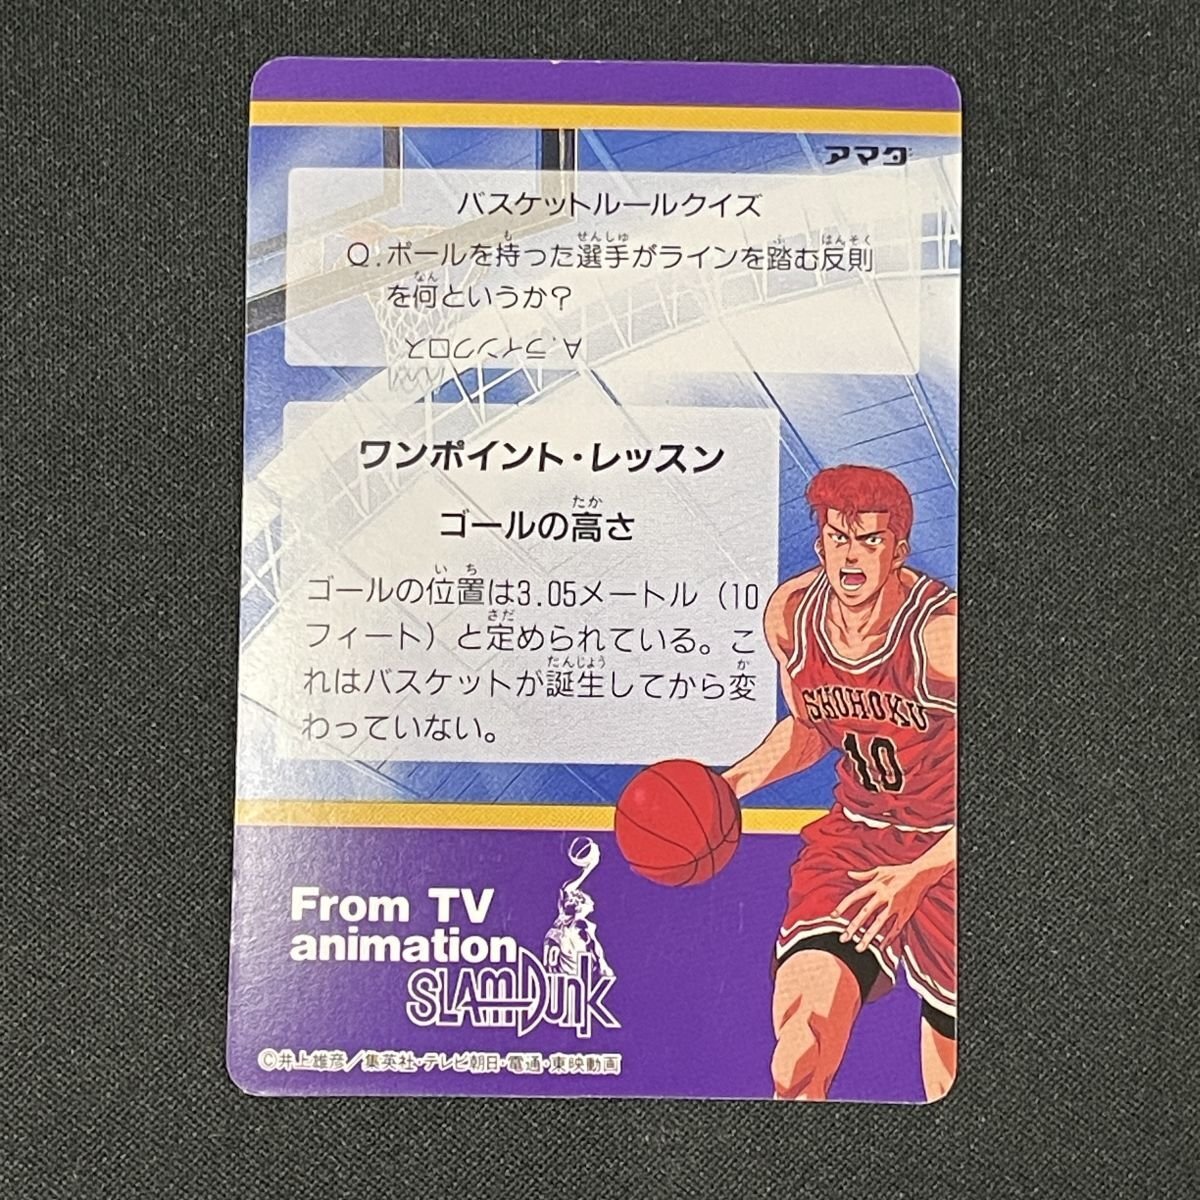 アマダ
バスケットルールクイズ
Q.ボールを持った選手がラインを踏む反則
を何というか?
A.ラインクロス
ワンポイント・レッスン
ゴールの高さ
ゴールの位置は3.05メートル(10
フィート)と定められている。こ
れはバスケットが誕生してから変
わっていない。
SHOHOKU
10
From TV
animation
SLAM DUNK
10
©井上雄彦/集英社・テレビ朝日・電通・東映動画